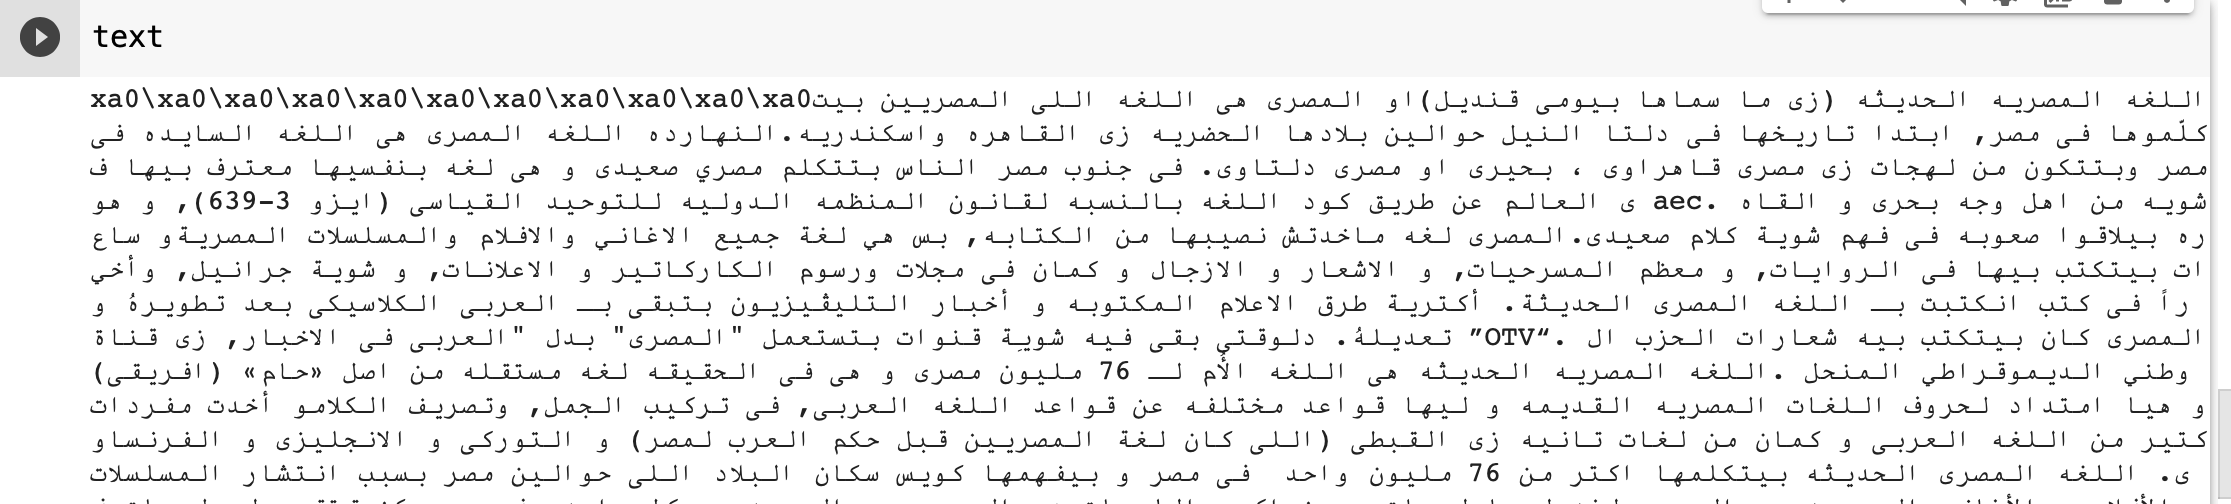 text
xa0\xa0\xa0\xa0\xa0\xa0\xa0\xa0\xa0\xa0\xa0اللغه المصريه الحديثه (زى ما سماها بيومى قنديل)او المصرى هى اللغه اللى المصريين بيت
كلّموها فى مصر, ابتدا تاريخها فى دلتا النيل حوالين بلادها الحضريه زى القاهره واسكندريه.النهارده اللغه المصرى هى اللغه السايده فى
مصر وبتتكون من لهجات زى مصرى قاهراوى ، بحيرى او مصرى دلتاوى. فى جنوب مصر الناس بتتكلم مصري صعيدى و هى لغه بنفسيها معترف بيها ف
شويه من اهل وجه بحرى و القاه .aec ى العالم عن طريق كود اللغه بالنسبه لقانون المنظمه الدوليه للتوحيد القياسى (ايزو 3-639), و هو
ره بيلاقوا صعوبه فى فهم شوية كلام صعيدى.المصرى لغه ماخدتش نصيبها من الكتابه, بس هي لغة جميع الاغاني والافلام والمسلسلات المصرية و ساع
ات بيتكتب بيها فى الروايات, و معظم المسرحيات, و الاشعار و الازجال و كمان فى مجلات ورسوم الكاركاتير و الاعلانات, و شوية جرانيل, وأخي
راً فى كتب انكتبت بـــ اللغه المصرى الحديثة. أكترية طرق الاعلام المكتوبه و أخبار التليڤيزيون بتبقى بـــ العربى الكلاسيكى بعد تطويرهُ و
المصرى كان بيتكتب بيه شعارات الحزب ال .“OTV” تعديلهُ. دلوقتى بقى فيه شويِة قنوات بتستعمل "المصرى" بدل "العربى فى الاخبار, زى قناة
وطني الديموقراطي المنحل .اللغه المصريه الحديثه هى اللغه الأُم لـــ 76 مليون مصرى و هى فى الحقيقه لغه مستقله من اصل «حام» (افريقى)
و هيا امتداد لحروف اللغات المصريه القديمه و ليها قواعد مختلفه عن قواعد اللغه العربى, فى تركيب الجمل, وتصريف الكلامو أخدت مفردات
كتير من اللغه العربى و كمان من لغات تانيه زى القبطى (اللى كان لغة المصريين قبل حكم العرب لمصر) و التوركى و الانجليزى و الفرنساو
ى. اللغه المصرى الحديثه بيتكلمها اكتر من 76 مليون واحد فى مصر و بيفهمها كويس سكان البلاد اللى حوالين مصر بسبب انتشار المسلسلات